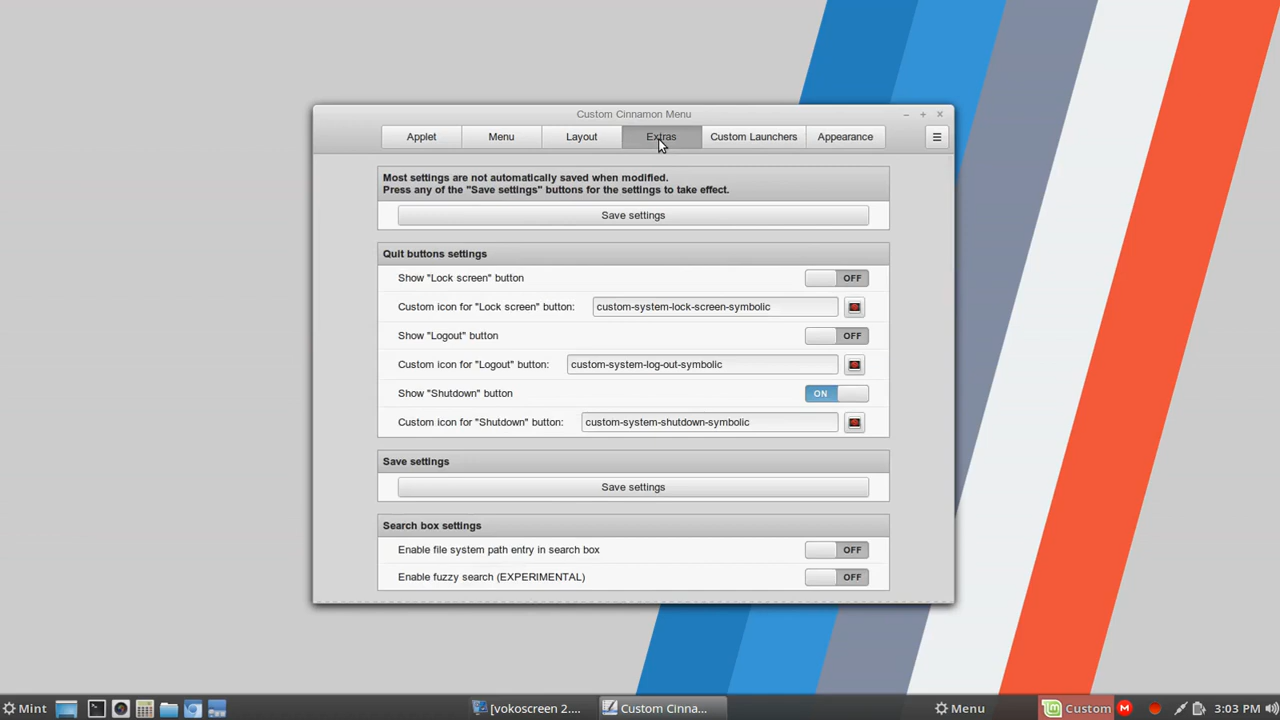 Custom Cinnamon Menu
Applet Menu Layout Extras Custom Launchers Appearance
Most settings are not automatically saved when modified.
Press any of the "Save settings" buttons for the settings to take effect.
Save settings
Quit buttons settings
Show "Lock screen" button OFF
Custom icon for "Lock screen" button: custom-system-lock-screen-symbolic
Show "Logout" button OFF
Custom icon for "Logout" button: custom-system-log-out-symbolic
Show "Shutdown" button ON
Custom icon for "Shutdown" button: custom-system-shutdown-symbolic
Save settings
Save settings
Search box settings
Enable file system path entry in search box OFF
Enable fuzzy search (EXPERIMENTAL) OFF
Mint [vokoscreen 2.... Custom Cinna... Menu Custom M 3:03 PM